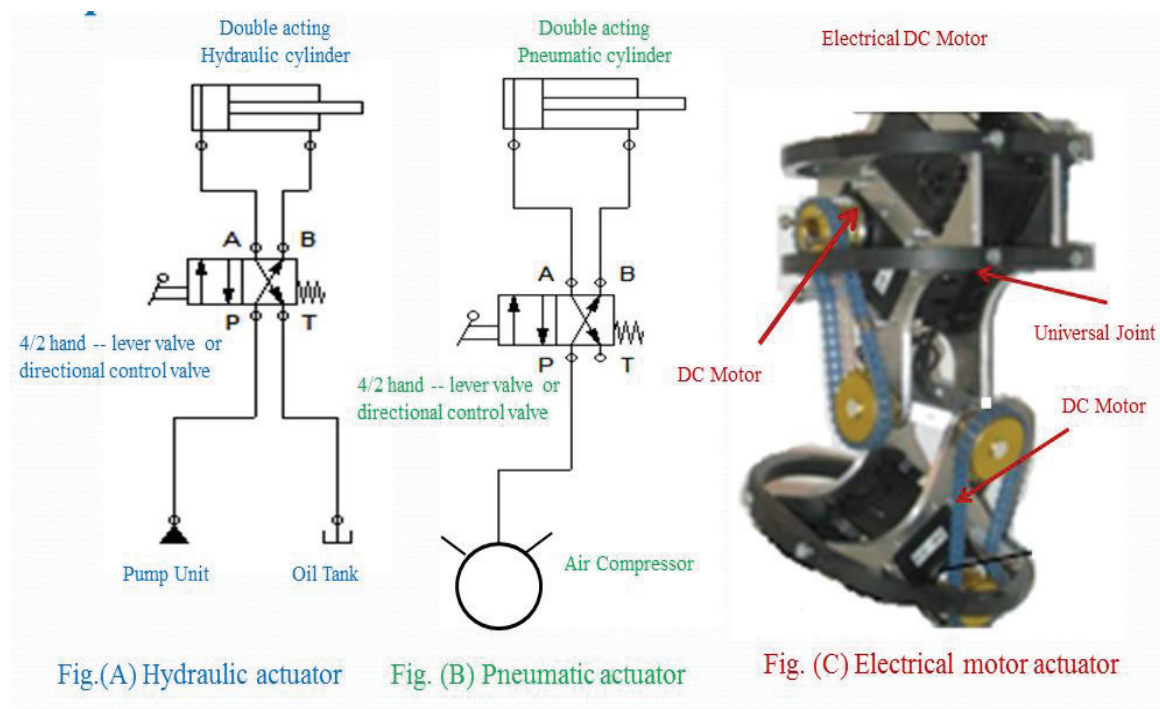 Double acting
Hydraulic cylinder
A
B
P
T
4/2 hand -- lever valve or
directional control valve
Pump Unit
Oil Tank
Fig.(A) Hydraulic actuator
Double acting
Pneumatic cylinder
A
B
P
T
4/2 hand -- lever valve or
directional control valve
Air Compressor
Fig. (B) Pneumatic actuator
Electrical DC Motor
Universal Joint
DC Motor
DC Motor
Fig. (C) Electrical motor actuator